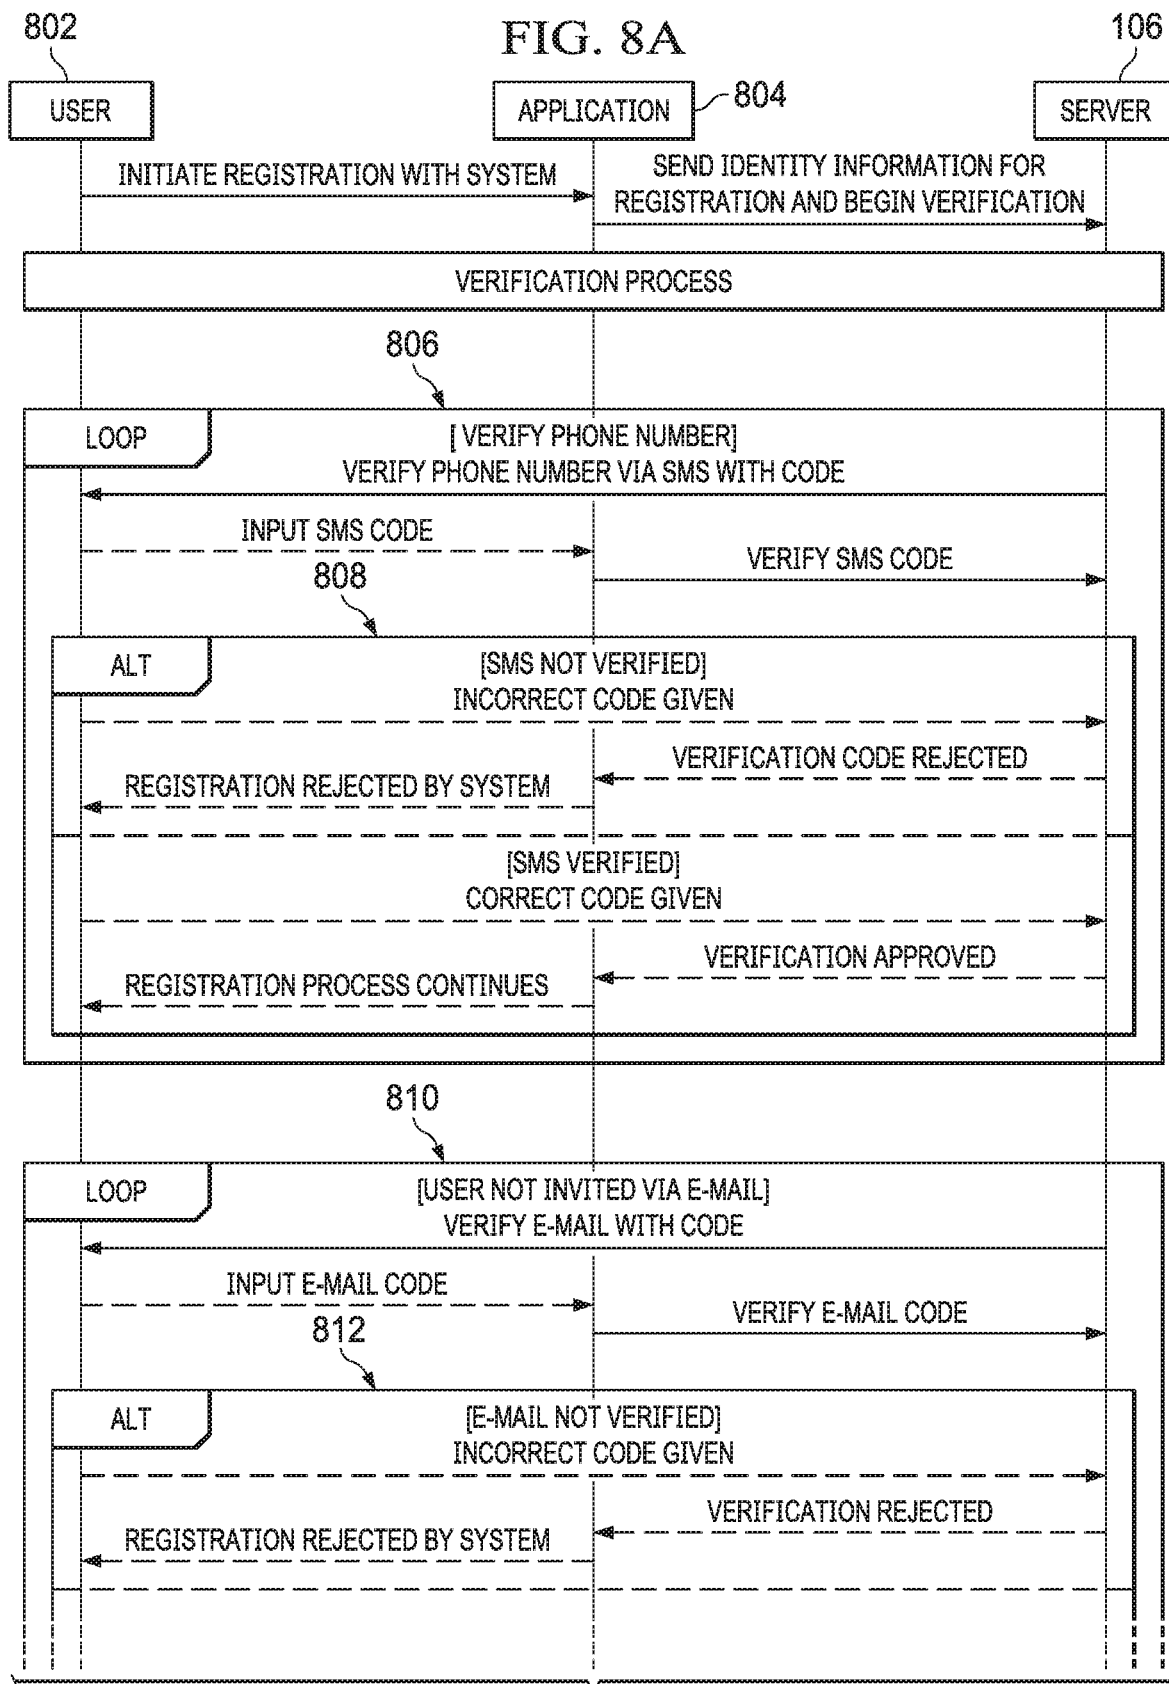 802
FIG. 8A
106
USER
APPLICATION
804
SERVER
INITIATE REGISTRATION WITH SYSTEM
SEND IDENTITY INFORMATION FOR
REGISTRATION AND BEGIN VERIFICATION
VERIFICATION PROCESS
806
LOOP
[ VERIFY PHONE NUMBER]
VERIFY PHONE NUMBER VIA SMS WITH CODE
INPUT SMS CODE
VERIFY SMS CODE
808
ALT
[SMS NOT VERIFIED]
INCORRECT CODE GIVEN
VERIFICATION CODE REJECTED
REGISTRATION REJECTED BY SYSTEM
[SMS VERIFIED]
CORRECT CODE GIVEN
VERIFICATION APPROVED
REGISTRATION PROCESS CONTINUES
810
LOOP
[USER NOT INVITED VIA E-MAIL]
VERIFY E-MAIL WITH CODE
INPUT E-MAIL CODE
VERIFY E-MAIL CODE
812
ALT
[E-MAIL NOT VERIFIED]
INCORRECT CODE GIVEN
VERIFICATION REJECTED
REGISTRATION REJECTED BY SYSTEM